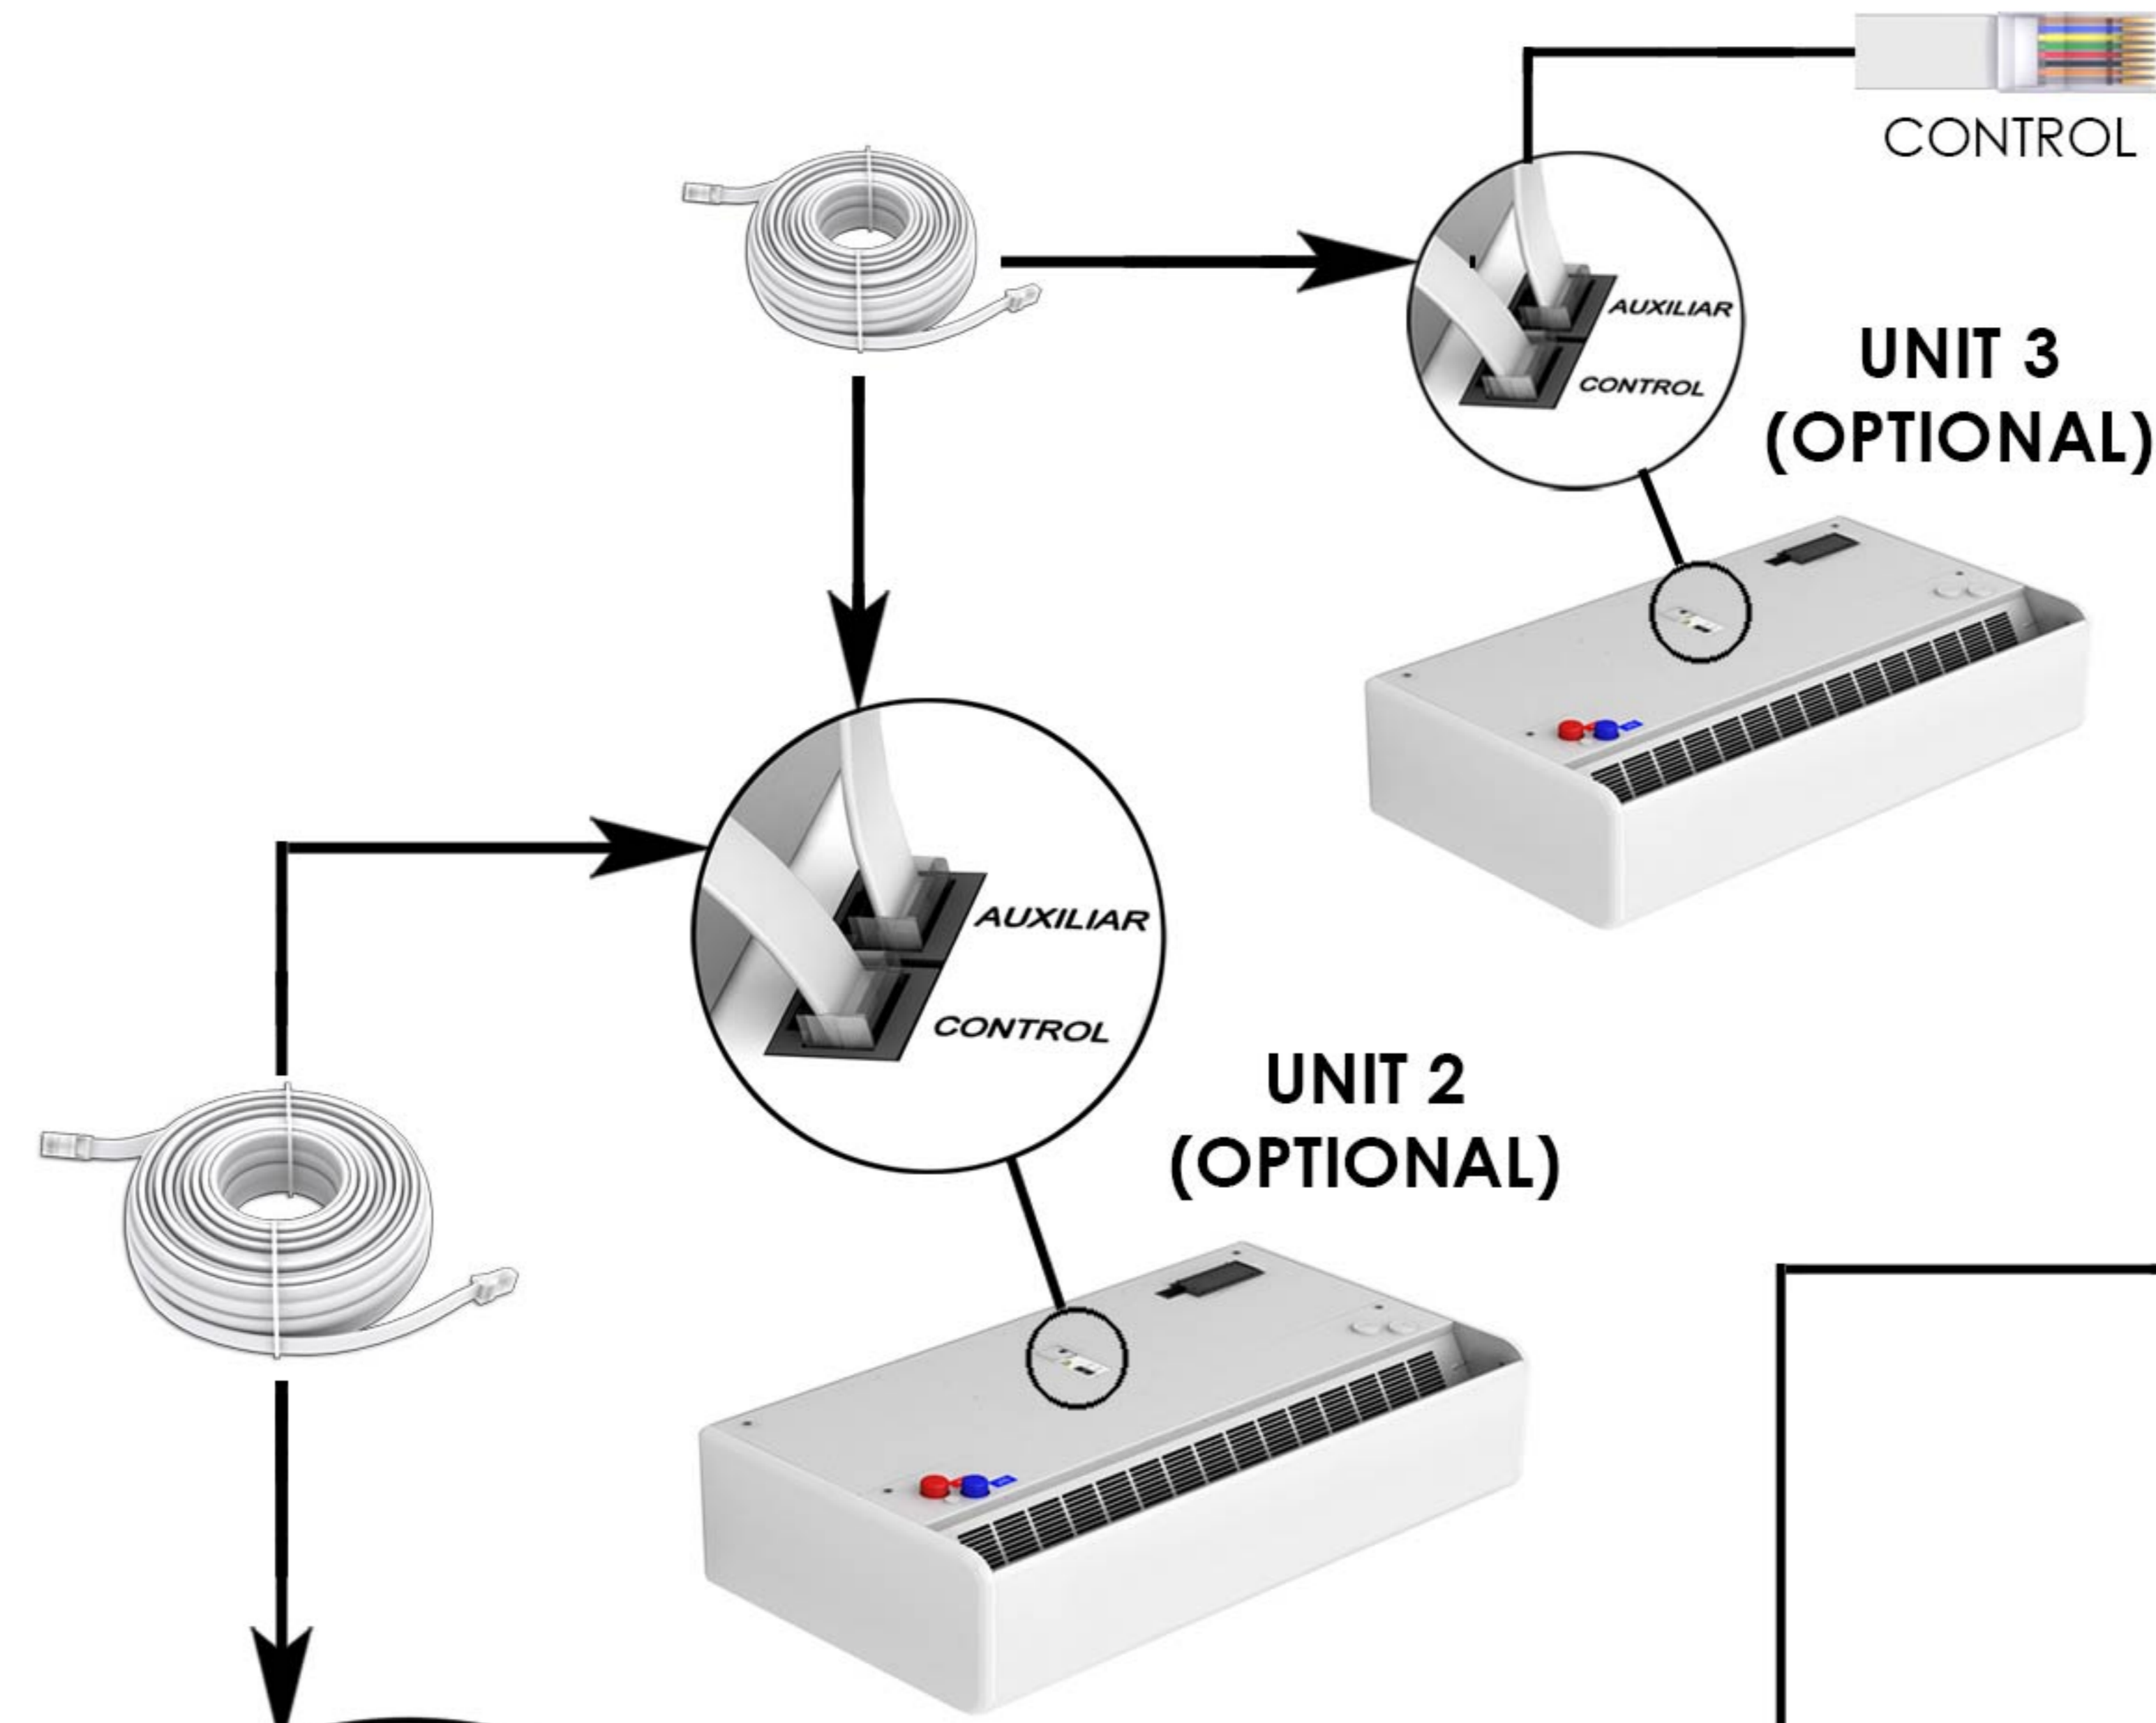 CONTROL
AUXILIAR
CONTROL
UNIT 3
(OPTIONAL)
AUXILIAR
CONTROL
UNIT 2
(OPTIONAL)